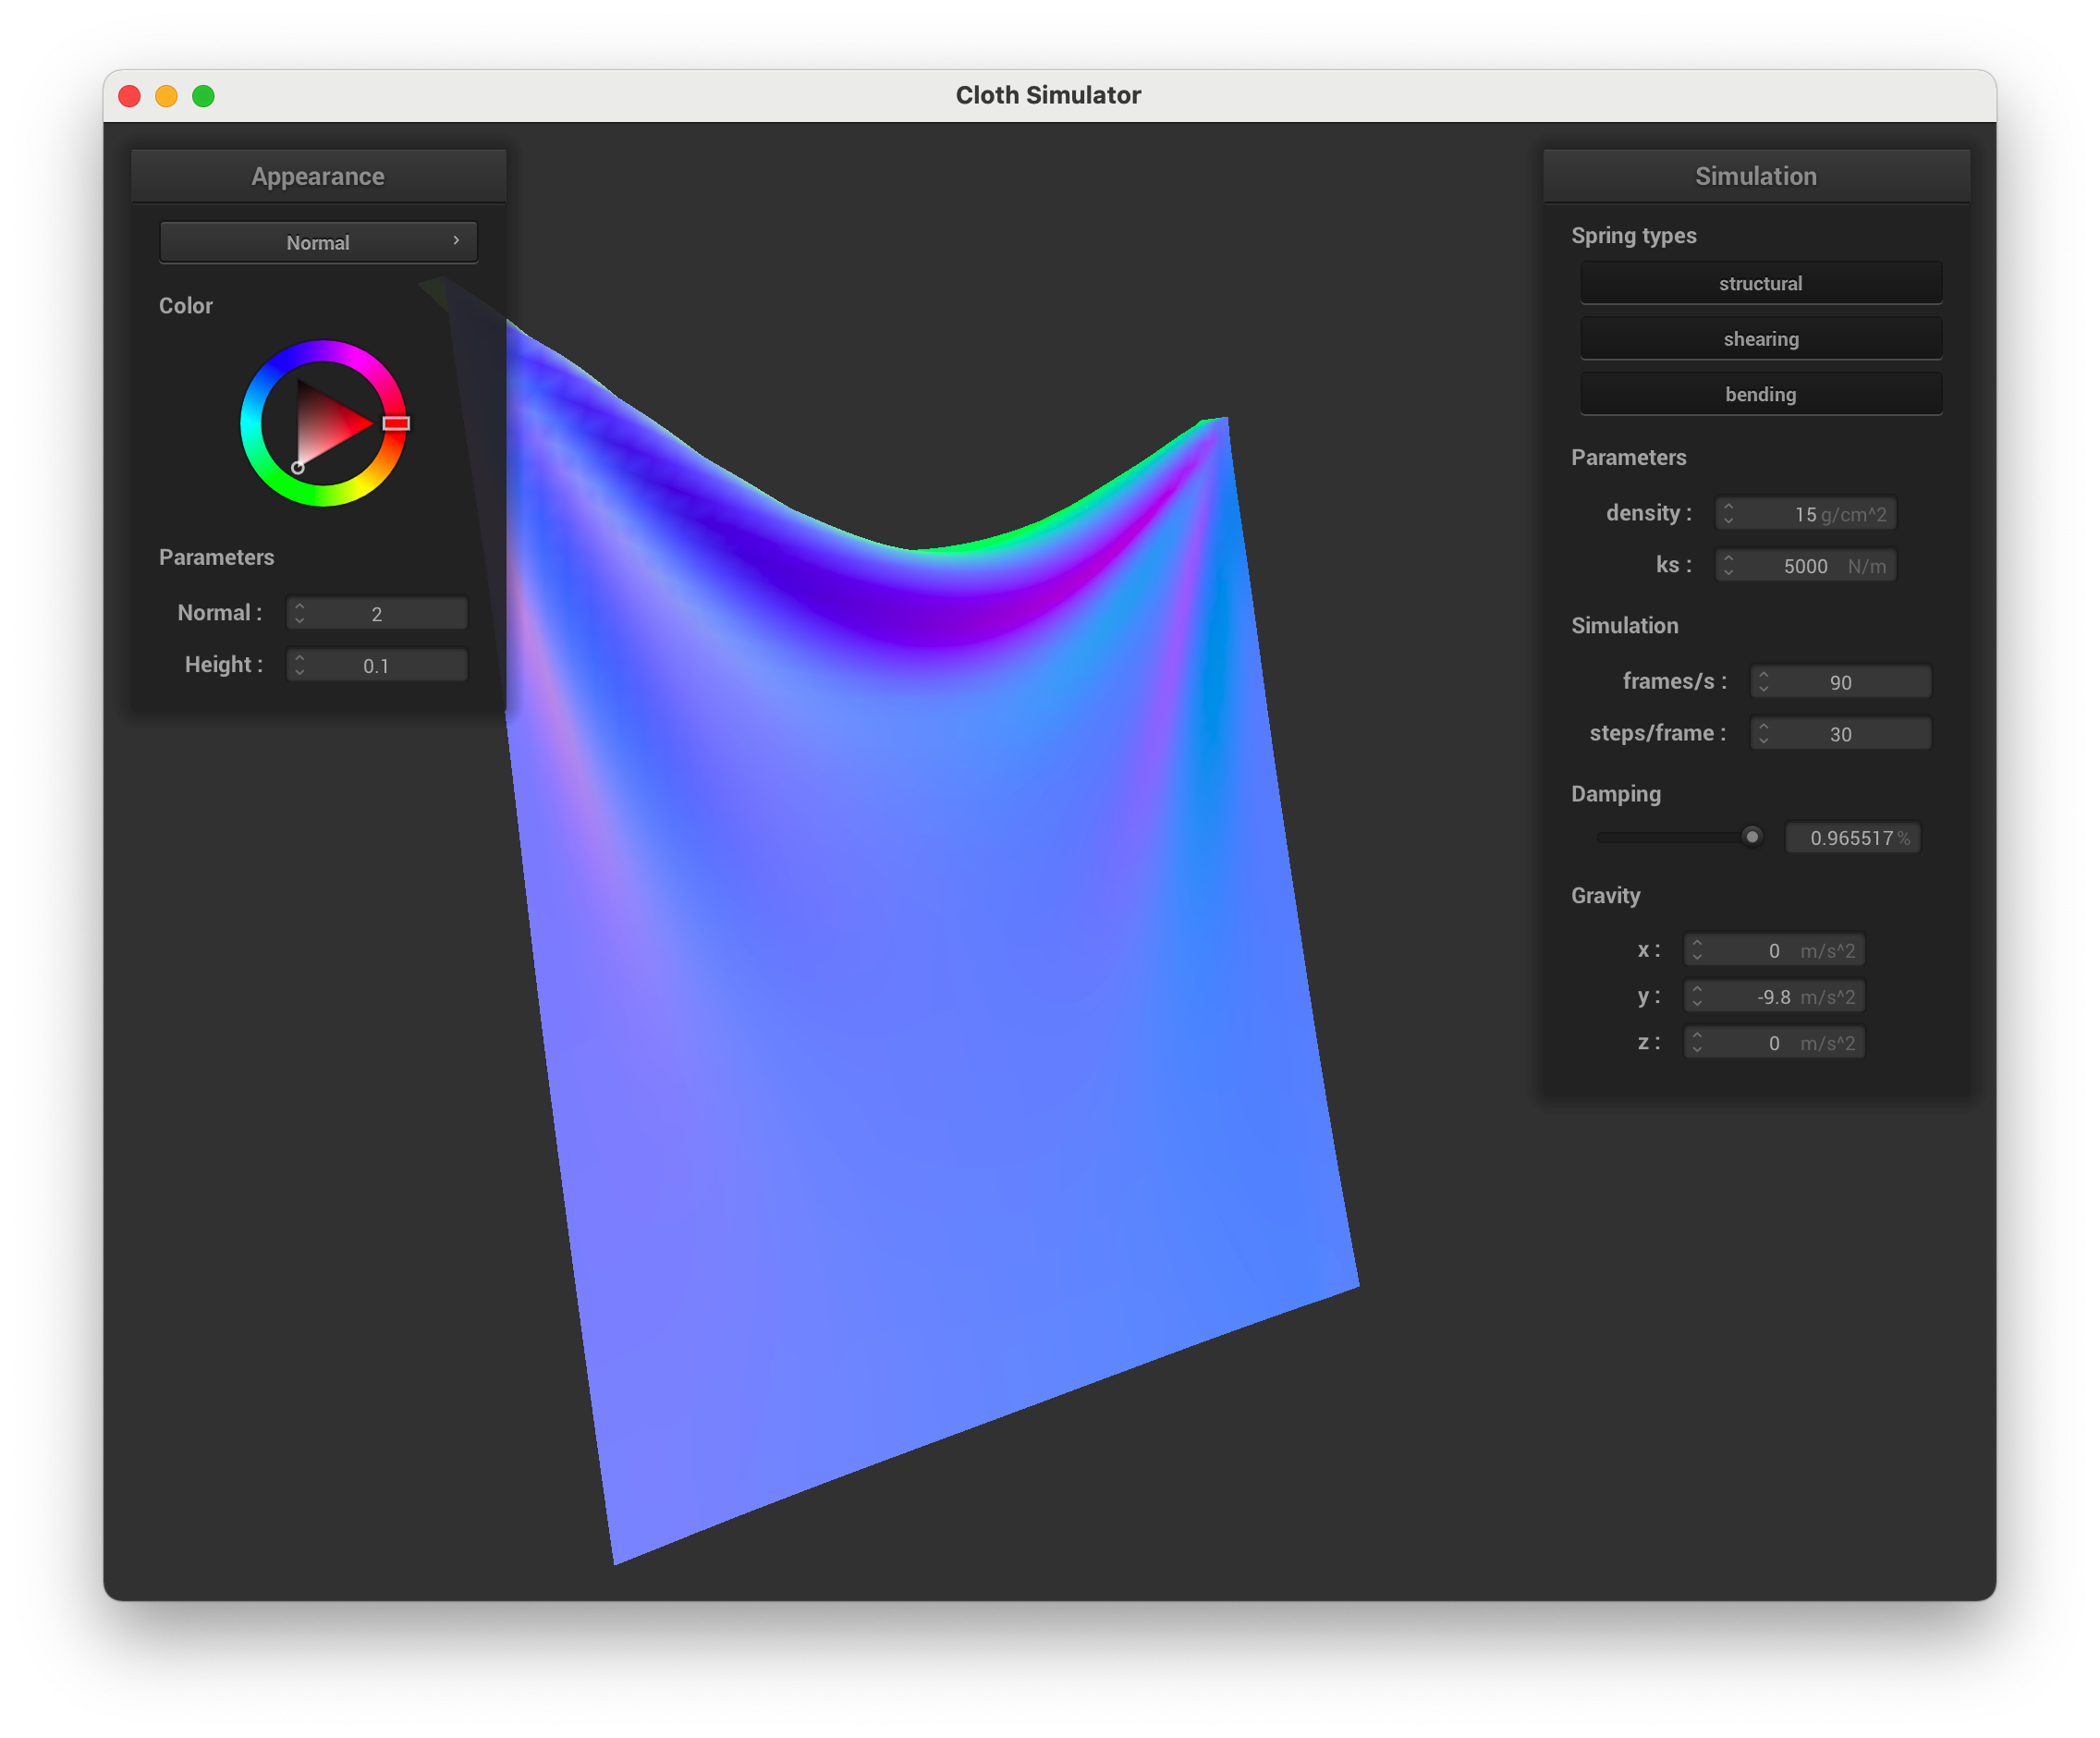 Cloth Simulator
Appearance
Normal
Color
Parameters
Normal : 2
Height : 0.1
Simulation
Spring types
structural
shearing
bending
Parameters
density : 15 g/cm^2
ks : 5000 N/m
Simulation
frames/s : 90
steps/frame : 30
Damping
0.965517 %
Gravity
x : 0 m/s^2
y : -9.8 m/s^2
z : 0 m/s^2